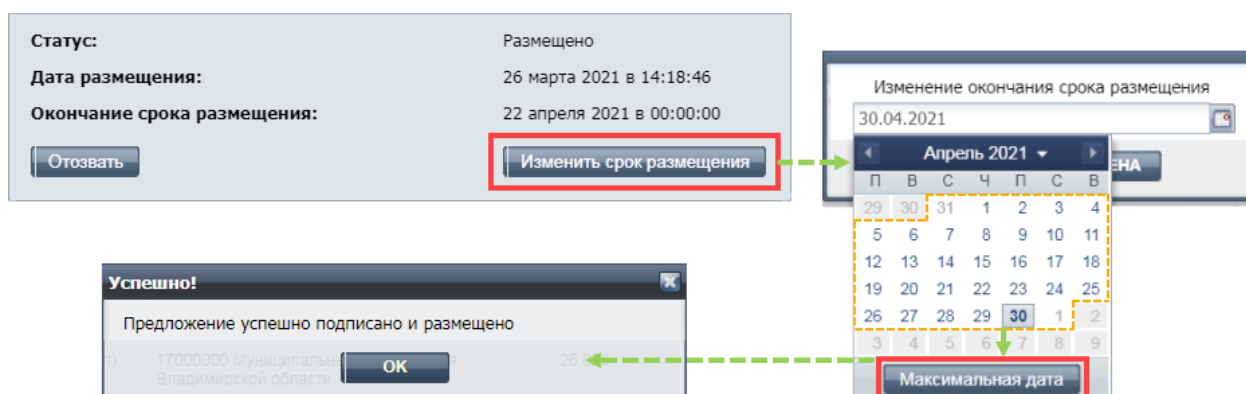 Статус: Размещено
Дата размещения: 26 марта 2021 в 14:18:46
Окончание срока размещения: 22 апреля 2021 в 00:00:00
Отозвать Изменить срок размещения
Изменение окончания срока размещения
30.04.2021
ЕНА
Апрель 2021
П В С Ч П С В
29 30 31 1 2 3 4
5 6 7 8 9 10 11
12 13 14 15 16 17 18
19 20 21 22 23 24 25
26 27 28 29 30 1 2
3 4 5 6 7 8 9
Максимальная дата
Успешно!
Предложение успешно подписано и размещено
17000000 Муниципальн
Владимирской области
OK